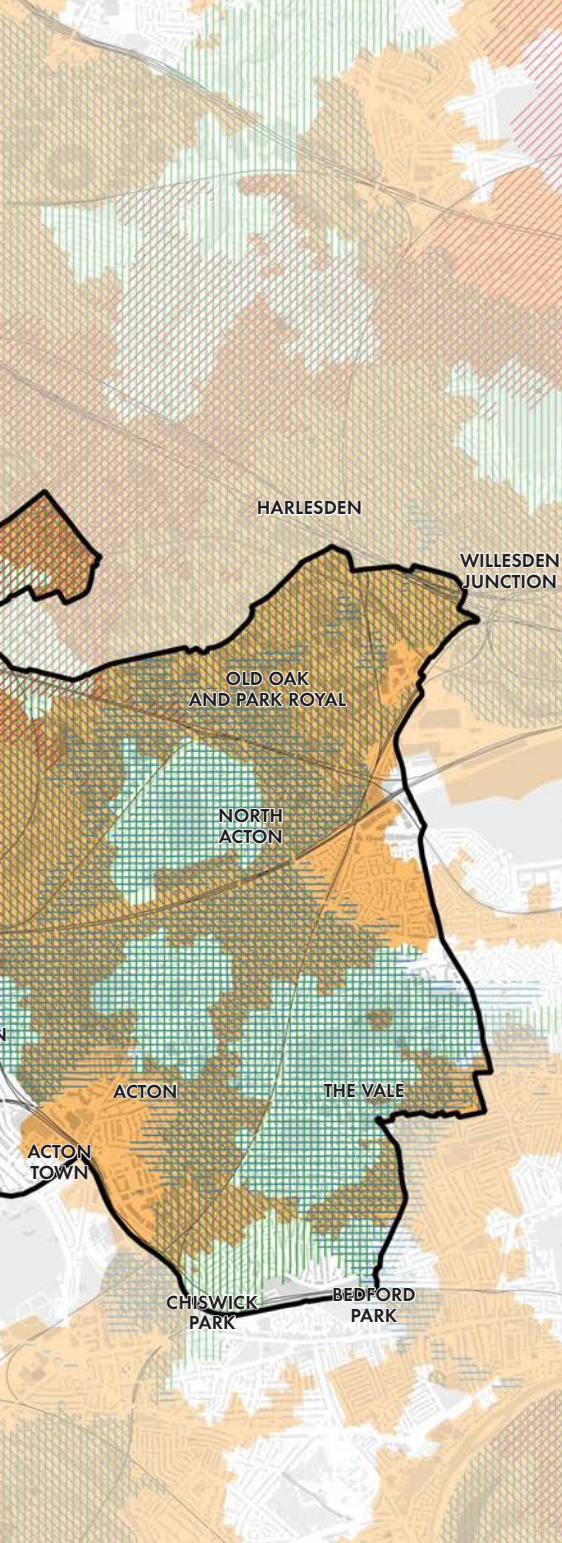 HARLESDEN
WILLESDEN
JUNCTION
OLD OAK
AND PARK ROYAL
NORTH
ACTON
N
ACTON
THE VALE
ACTON
TOWN
CHISWICK
PARK
BEDFORD
PARK